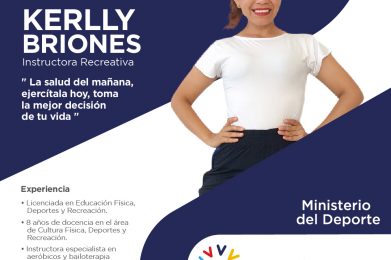 KERLLY
BRIONES
Instructora Recreativa
" La salud del mañana,
ejercítala hoy, toma
la mejor decisión
de tu vida ”
Experiencia
• Licenciada en Educación Física,
Deportes y Recreación.
• 8 años de docencia en el área
de Cultura Física, Deportes y
Recreación.
• Instructora especialista en
aeróbicos y bailoterapia
Ministerio
del Deporte